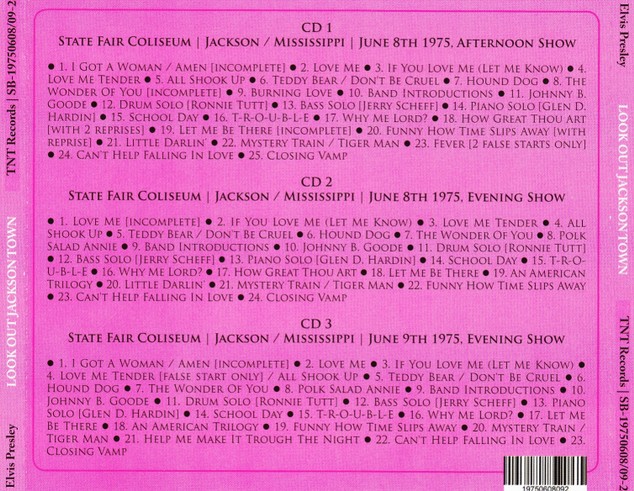 CD 1
State Fair Coliseum | Jackson / Mississippi | June 8th 1975, Afternoon Show
● 1. I Got A Woman / Amen [incomplete] ● 2. Love Me ● 3. If You Love Me (Let Me Know) ● 4.
Love Me Tender ● 5. All Shook Up ● 6. Teddy Bear / Don't Be Cruel ● 7. Hound Dog ● 8. The
Wonder Of You [incomplete] ● 9. Burning Love ● 10. Band Introductions ● 11. Johnny B.
Goode ● 12. Drum Solo [Ronnie Tutt] ● 13. Bass Solo [Jerry Scheff] ● 14. Piano Solo [Glen D.
Hardin] ● 15. School Day ● 16. T-R-O-U-B-L-E ● 17. Why Me Lord? ● 18. How Great Thou Art
[with 2 reprises] ● 19. Let Me Be There [incomplete] ● 20. Funny How Time Slips Away [with
reprise] ● 21. Little Darlin' ● 22. Mystery Train / Tiger Man ● 23. Fever [2 false starts only]
● 24. Can't Help Falling In Love ● 25. Closing Vamp
CD 2
State Fair Coliseum | Jackson / Mississippi | June 8th 1975, Evening Show
● 1. Love Me [incomplete] ● 2. If You Love Me (Let Me Know) ● 3. Love Me Tender ● 4. All
Shook Up ● 5. Teddy Bear / Don't Be Cruel ● 6. Hound Dog ● 7. The Wonder Of You ● 8. Polk
Salad Annie ● 9. Band Introductions ● 10. Johnny B. Goode ● 11. Drum Solo [Ronnie Tutt]
● 12. Bass Solo [Jerry Scheff] ● 13. Piano Solo [Glen D. Hardin] ● 14. School Day ● 15. T-R-O-
U-B-L-E ● 16. Why Me Lord? ● 17. How Great Thou Art ● 18. Let Me Be There ● 19. An American
Trilogy ● 20. Little Darlin' ● 21. Mystery Train / Tiger Man ● 22. Funny How Time Slips Away
● 23. Can't Help Falling In Love ● 24. Closing Vamp
CD 3
State Fair Coliseum | Jackson / Mississippi | June 9th 1975, Evening Show
● 1. I Got A Woman / Amen [incomplete] ● 2. Love Me ● 3. If You Love Me (Let Me Know) ●
4. Love Me Tender [false start only] / All Shook Up ● 5. Teddy Bear / Don't Be Cruel ● 6.
Hound Dog ● 7. The Wonder Of You ● 8. Polk Salad Annie ● 9. Band Introductions ● 10.
Johnny B. Goode ● 11. Drum Solo [Ronnie Tutt] ● 12. Bass Solo [Jerry Scheff] ● 13. Piano
Solo [Glen D. Hardin] ● 14. School Day ● 15. T-R-O-U-B-L-E ● 16. Why Me Lord? ● 17. Let Me
Be There ● 18. An American Trilogy ● 19. Funny How Time Slips Away ● 20. Mystery Train /
Tiger Man ● 21. Help Me Make It Trough The Night ● 22. Can't Help Falling In Love ● 23.
Closing Vamp
19750608092
Elvis Presley
LOOK OUT JACKSON TOWN
TNT Records | SB-19750608/09-2
Elvis Presley
LOOK OUT JACKSON TOWN
TNT Records | SB-19750608/09-2